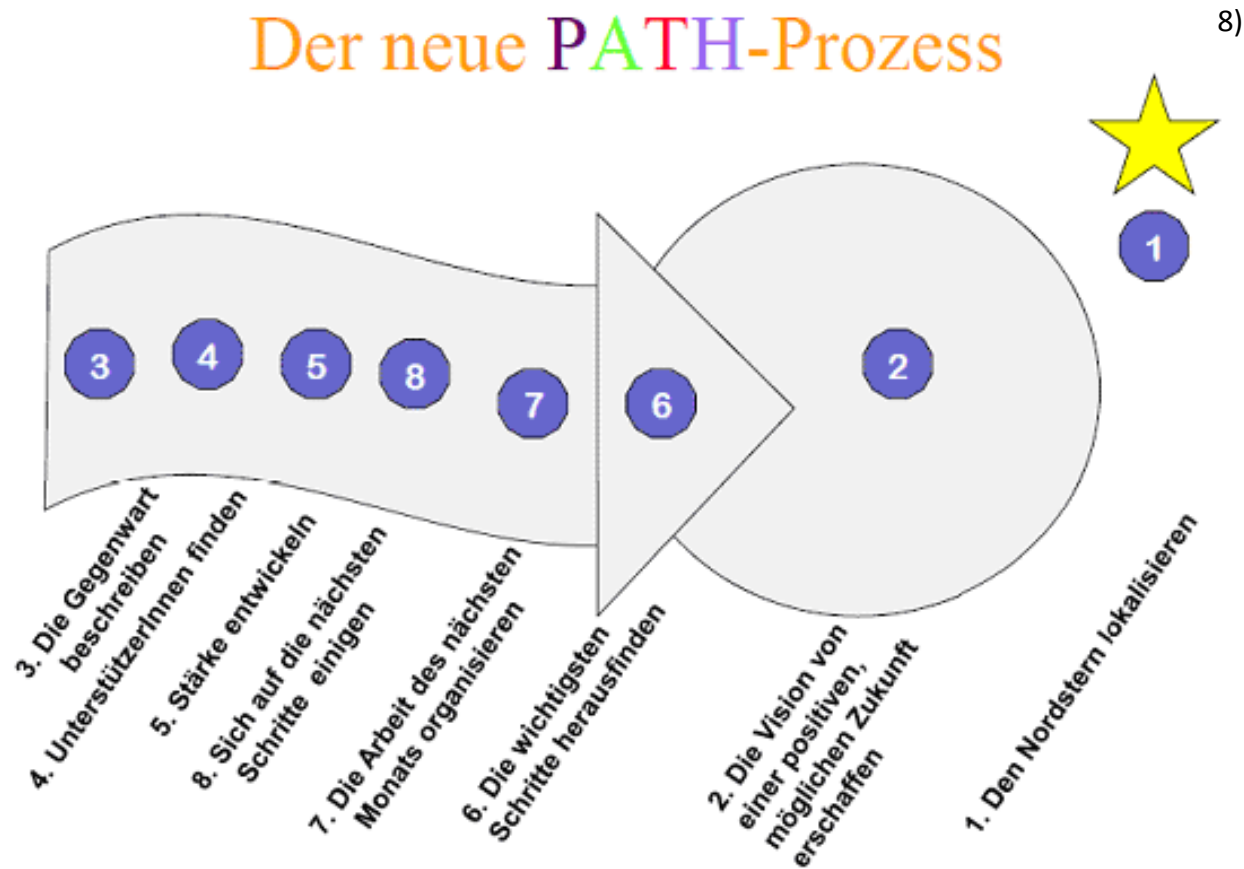 Der neue PATH-Prozess
8)
1
3
4
5
8
7
6
2
3. Die Gegenwart
beschreiben
4. UnterstützerInnen finden
5. Stärke entwickeln
8. Sich auf die nächsten
Schritte einigen
7. Die Arbeit des nächsten
Monats organisieren
6. Die wichtigsten
Schritte herausfinden
2. Die Vision von
einer positiven,
möglichen Zukunft
erschaffen
1. Den Nordstern lokalisieren